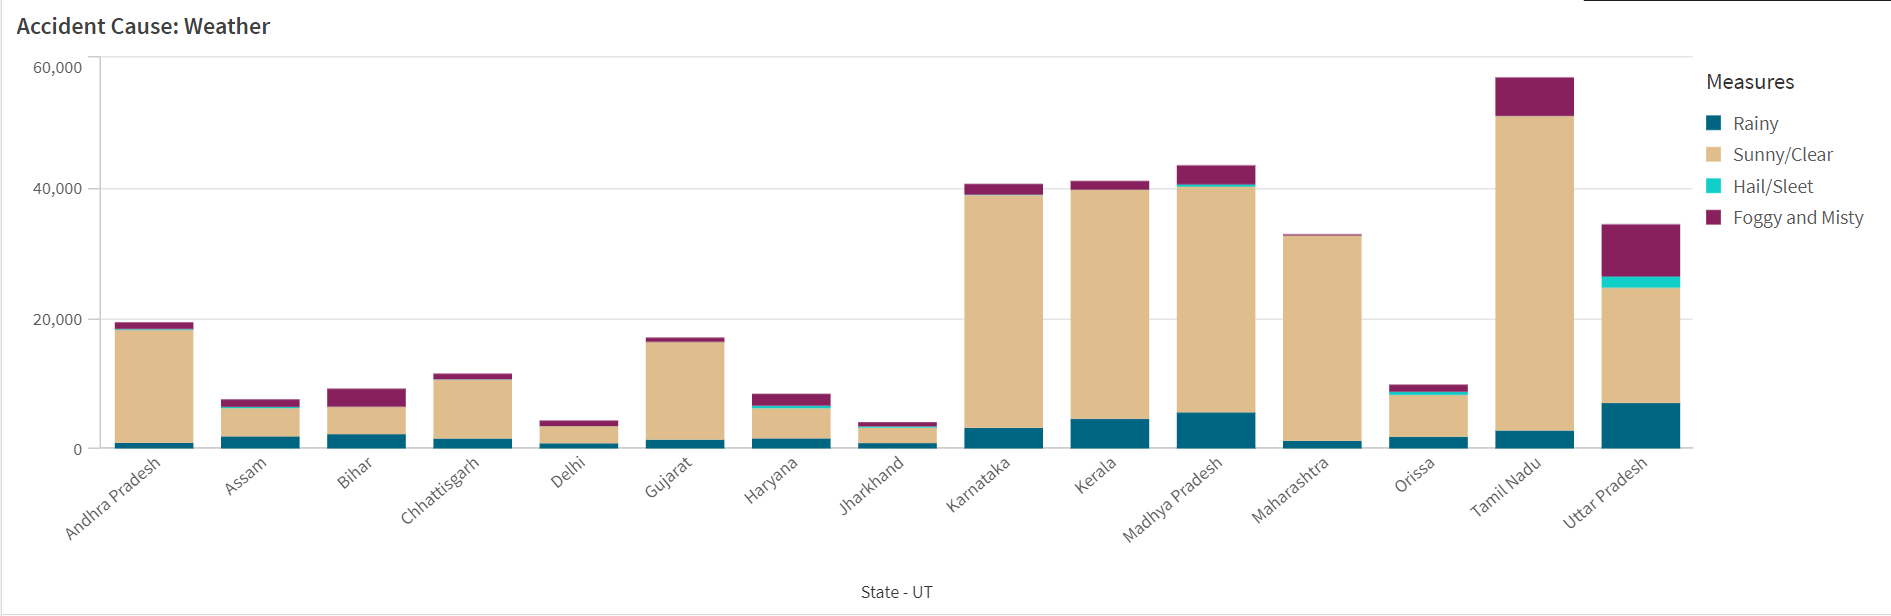 Accident Cause: Weather
60,000
40,000
20,000
0
Andhra Pradesh
Assam
Bihar
Chhattisgarh
Delhi
Gujarat
Haryana
Jharkhand
Karnataka
Kerala
Madhya Pradesh
Maharashtra
Orissa
Tamil Nadu
Uttar Pradesh
State - UT
Measures
Rainy
Sunny/Clear
Hail/Sleet
Foggy and Misty